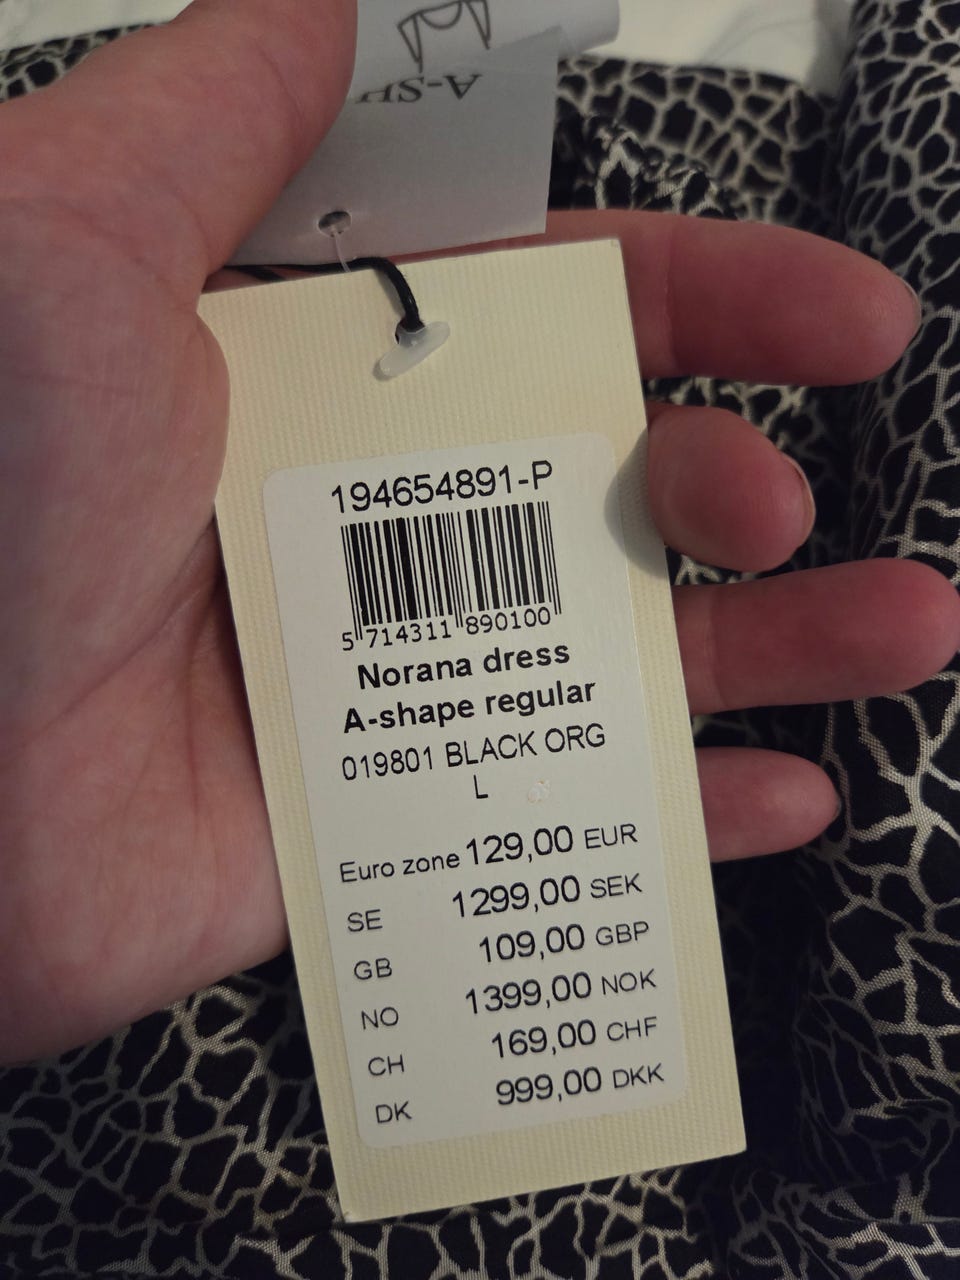 A-SH
194654891-P
5 714311 890100
Norana dress
A-shape regular
019801 BLACK ORG
L
Euro zone 129,00 EUR
SE 1299,00 SEK
GB 109,00 GBP
NO 1399,00 NOK
CH 169,00 CHF
DK 999,00 DKK